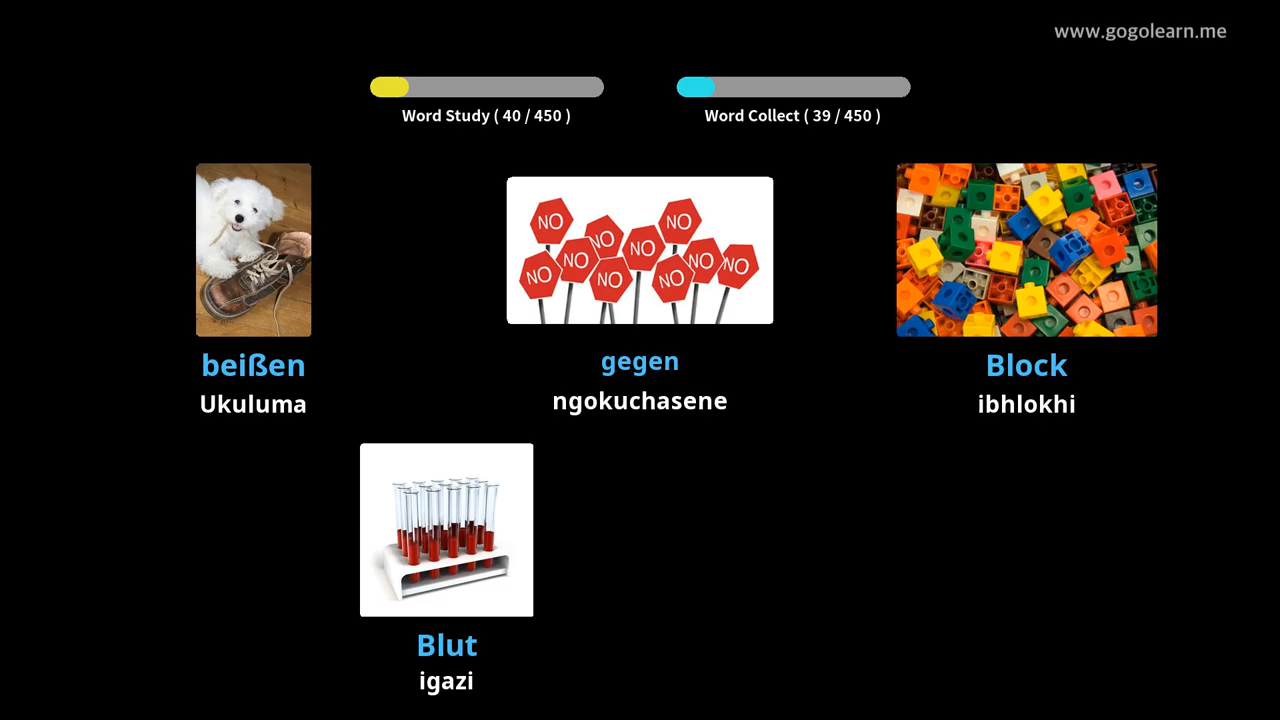 www.gogolearn.me
Word Study ( 40 / 450 )
Word Collect ( 39 / 450 )
NO
NO
NO
NO
NO
NO
NO
NO
NO
beißen
Ukuluma
gegen
ngokuchasene
Block
ibhlokhi
Blut
igazi